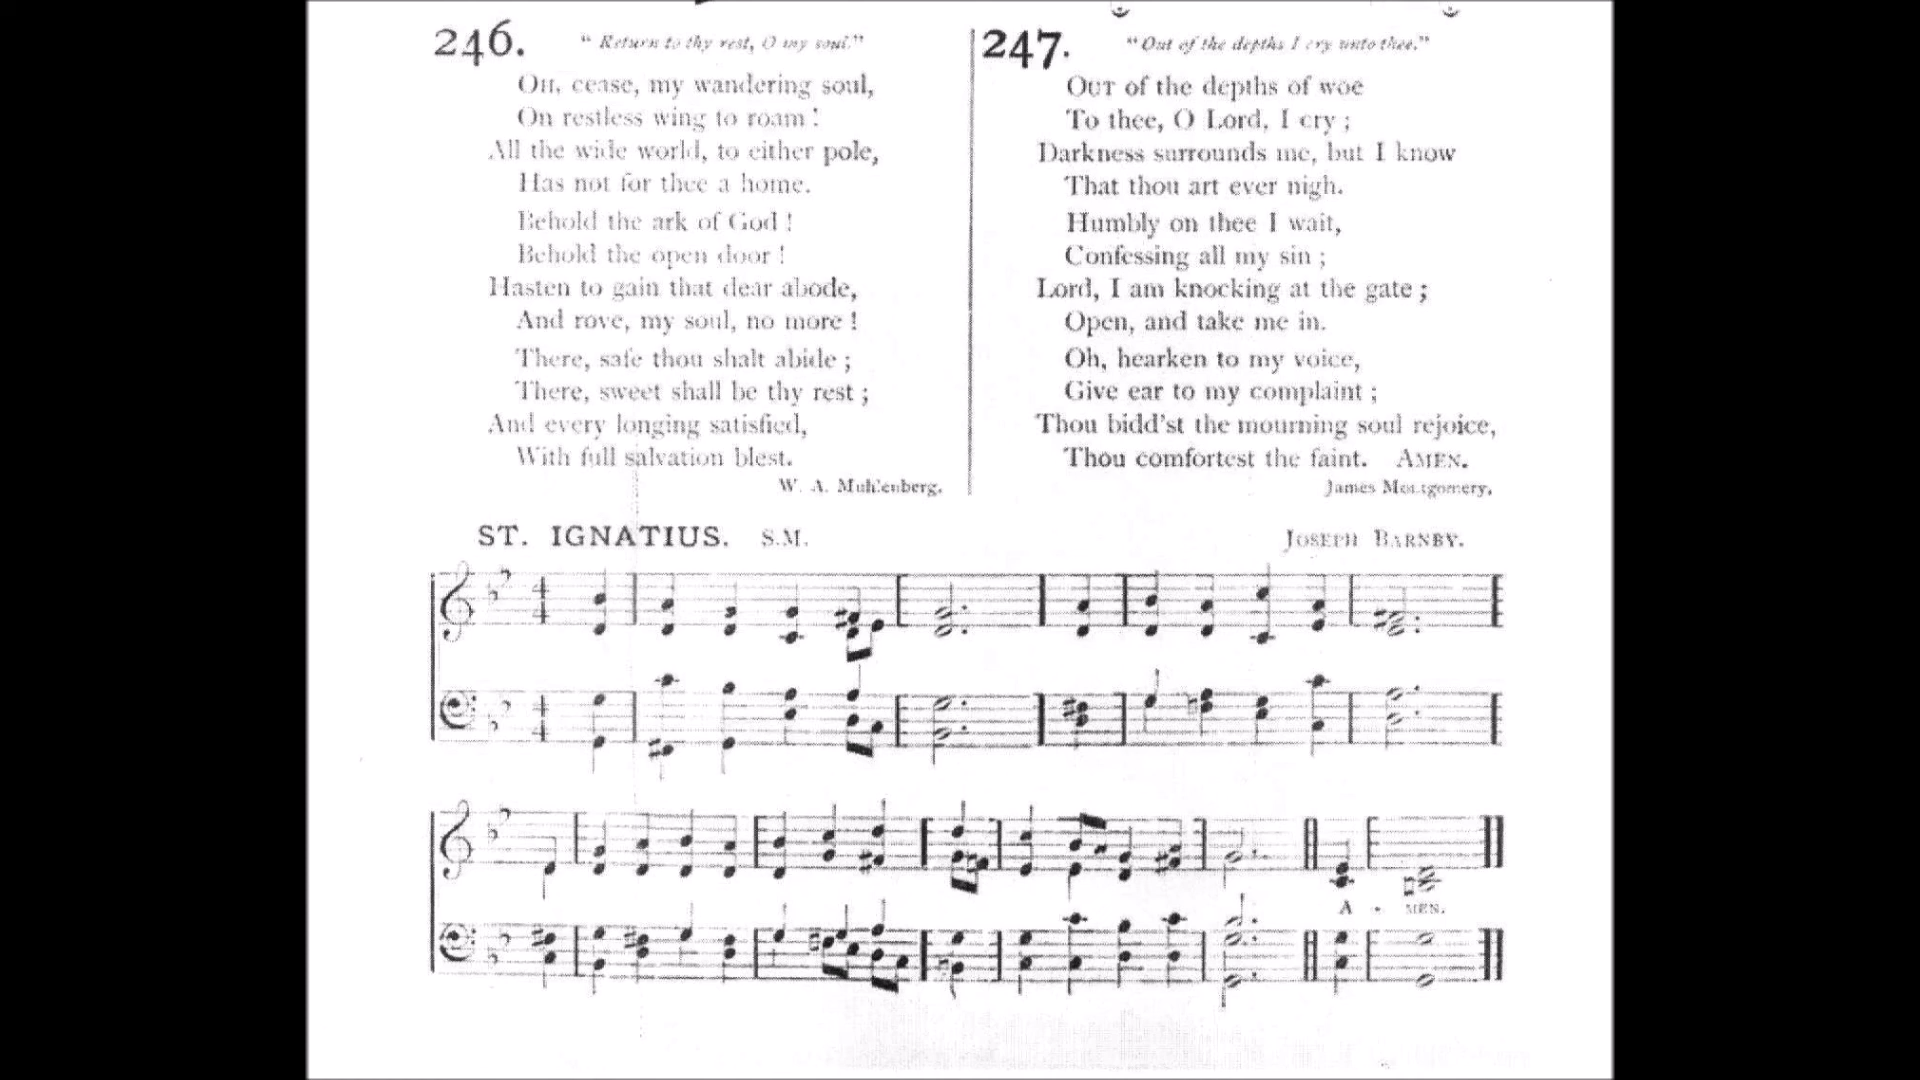 246. "Return to thy rest, O my soul."
OH, cease, my wandering soul,
On restless wing to roam!
All the wide world, to either pole,
Has not for thee a home.
Behold the ark of God!
Behold the open door!
Hasten to gain that dear abode,
And rove, my soul, no more!
There, safe thou shalt abide;
There, sweet shall be thy rest;
And every longing satisfied,
With full salvation blest.
W. A. Muhlenberg.
247. "Out of the depths I cry unto thee."
OUT of the depths of woe
To thee, O Lord, I cry;
Darkness surrounds me, but I know
That thou art ever nigh.
Humbly on thee I wait,
Confessing all my sin;
Lord, I am knocking at the gate;
Open, and take me in.
Oh, hearken to my voice,
Give ear to my complaint;
Thou bidd'st the mourning soul rejoice,
Thou comfortest the faint. AMEN.
James Montgomery.
ST. IGNATIUS. S.M. JOSEPH BARNBY.
4
4
4
4
A - MEN.